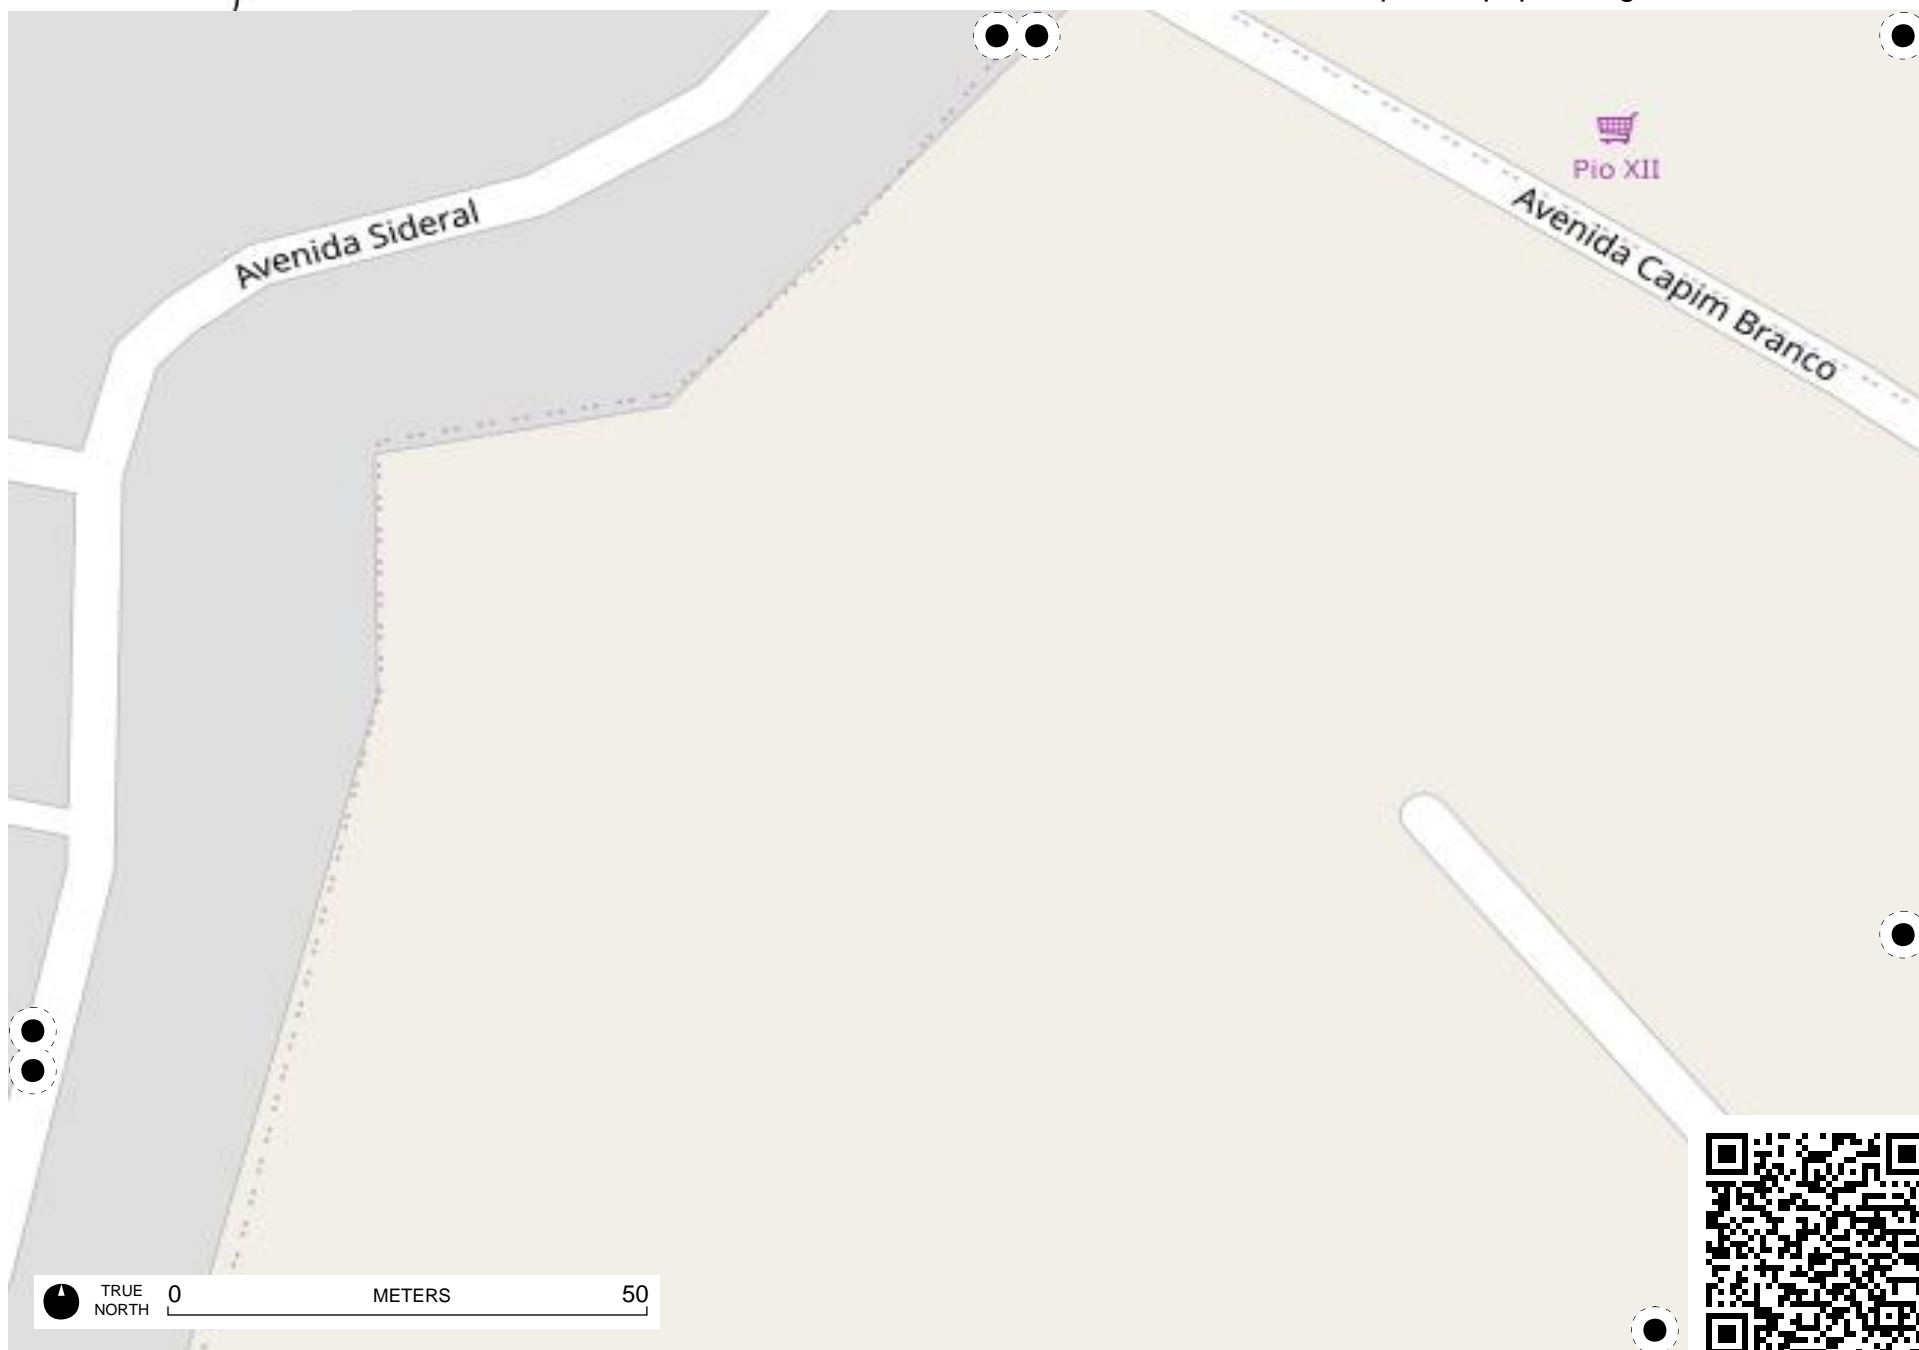 Pio XII
Avenida Sideral
Avenida Capim Branco
TRUE
NORTH
0 METERS 50